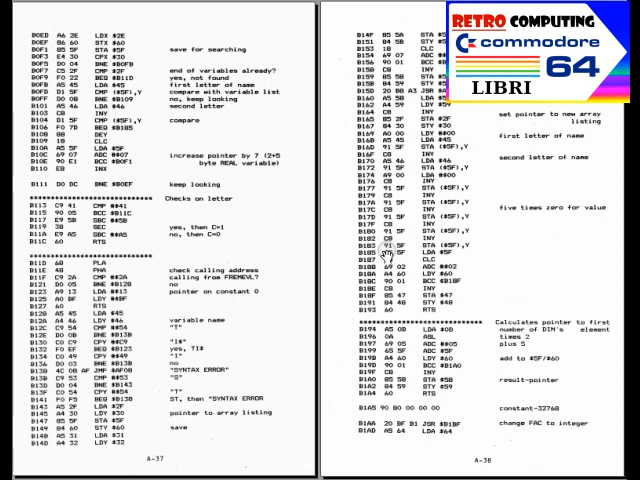 B0ED A6 2E LDX #2E
B0EF 86 60 STX #60
B0F1 85 5F STA #5F save for searching
B0F3 E4 30 CPX #30
B0F5 D0 04 BNE #B0FB
B0F7 C5 2F CMP #2F end of variables already?
B0F9 F0 22 BEQ #B11D yes, not found
B0FB A5 45 LDA #45 first letter of name
B0FD D1 5F CMP (#5F),Y compare with variable list
B0FF D0 08 BNE #B109 no, keep looking
B101 A5 46 LDA #46 second letter
B103 C8 INY
B104 D1 5F CMP (#5F),Y compare
B106 F0 7D BEQ #B185
B108 88 DEY
B109 18 CLC
B10A A5 5F LDA #5F
B10C 69 07 ADC ##07 increase pointer by 7 (2+5
B10E 90 E1 BCC #B0F1 byte REAL variable)
B110 E8 INX
B111 D0 DC BNE #B0EF keep looking
**************************** Checks on letter
B113 C9 41 CMP ##41
B115 90 05 BCC #B11C
B117 E9 5B SBC ##5B
B119 38 SEC yes, then C=1
B11A E9 A5 SBC ##A5 no, then C=0
B11C 60 RTS
****************************
B11D 68 PLA
B11E 48 PHA check calling address
B11F C9 2A CMP ##2A calling from FREMEVL?
B121 D0 05 BNE #B128 no
B123 A9 13 LDA ##13 pointer on constant 0
B125 A0 BF LDY ##BF
B127 60 RTS
B128 A5 45 LDA #45
B12A A4 46 LDY #46 variable name
B12C C9 54 CMP ##54 "T"
B12E D0 0B BNE #B13B
B130 C0 C9 CPY ##C9 "I$"
B132 F0 EF BEQ #B123 yes, TI$
B134 C0 49 CPY ##49 "I"
B136 D0 03 BNE #B13B no
B138 4C 08 AF JMP #AF08 "SYNTAX ERROR"
B13B C9 53 CMP ##53 "S"
B13D D0 04 BNE #B143
B13F C0 54 CPY ##54 "T"
B141 F0 F5 BEQ #B138 ST, then "SYNTAX ERROR
B143 A5 2F LDA #2F
B145 A4 30 LDY #30 pointer to array listing
B147 85 5F STA #5F
B149 84 60 STY #60 save
B14B A5 31 LDA #31
B14D A4 32 LDY #32
A-37
RETRO COMPUTING
commodore
64
LIBRI
B14F 85 5A STA
B151 84 5B STY
B153 18 CLC
B154 69 07 ADC
B156 90 01 BCC
B158 C8 INY
B159 85 58 STA
B15B 84 59 STY
B15D 20 B8 A3 JSR
B160 A5 58 LDA
B162 A4 59 LDY #59
B164 C8 INY set pointer to new array
B165 85 2F STA #2F listing
B167 84 30 STY #30
B169 A0 00 LDY ##00 first letter of name
B16B A5 45 LDA #45
B16D 91 5F STA (#5F),Y
B16F C8 INY second letter of name
B170 A5 46 LDA #46
B172 91 5F STA (#5F),Y
B174 A9 00 LDA ##00
B176 C8 INY
B177 91 5F STA (#5F),Y
B179 C8 INY
B17A 91 5F STA (#5F),Y
B17C C8 INY five times zero for value
B17D 91 5F STA (#5F),Y
B17F C8 INY
B180 91 5F STA (#5F),Y
B182 C8 INY
B183 91 5F STA (#5F),Y
B185 5F LDA #5F
B187 CLC
B188 69 02 ADC ##02
B18A A4 60 LDY #60
B18C 90 01 BCC #B18F
B18E C8 INY
B18F 85 47 STA #47
B191 84 48 STY #48
B193 60 RTS
**************************** Calculates pointer to first
B194 A5 0B LDA #0B number of DIM's element
B196 0A ASL times 2
B197 69 05 ADC ##05 plus 5
B199 65 5F ADC #5F
B19B A4 60 LDY #60 add to #5F/#60
B19D 90 01 BCC #B1A0
B19F C8 INY
B1A0 85 58 STA #58 result-pointer
B1A2 84 59 STY #59
B1A4 60 RTS
B1A5 90 80 00 00 00 constant-32768
B1AA 20 BF B1 JSR #B1BF change FAC to integer
B1AD A5 64 LDA #64
A-38